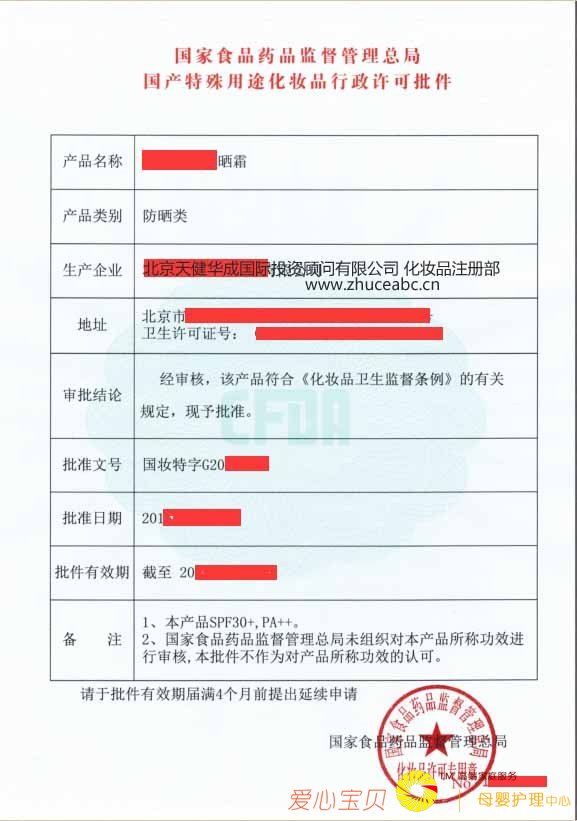 国家食品药品监督管理总局
国产特殊用途化妆品行政许可批件
产品名称 晒霜
产品类别 防晒类
生产企业 北京天健华成国际投资顾问有限公司 化妆品注册部
www.zhuceabc.cn
地址 北京市
卫生许可证号:
审批结论 经审核,该产品符合《化妆品卫生监督条例》的有关
规定,现予批准。
CFDA
批准文号 国妆特字G20
批准日期 201
批件有效期 截至 20
备 注 1、本产品SPF30+,PA++。
2、国家食品药品监督管理总局未组织对本产品所称功效进
行审核,本批件不作为对产品所称功效的认可。
请于批件有效期届满4个月前提出延续申请
国家食品药品监督管理总局
国家食品药品监督管理总局
化妆品许可专用章
家庭服务
No. 1
爱心宝贝 母婴护理中心